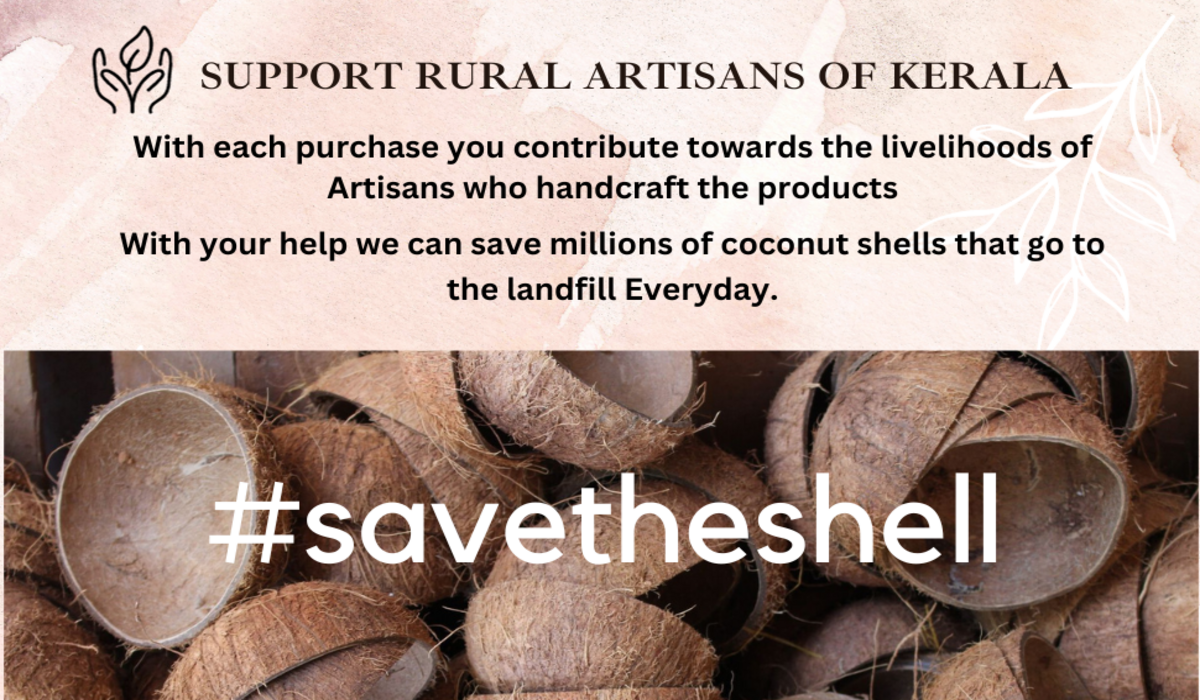 SUPPORT RURAL ARTISANS OF KERALA
With each purchase you contribute towards the livelihoods of
Artisans who handcraft the products
With your help we can save millions of coconut shells that go to
the landfill Everyday.
#savetheshell